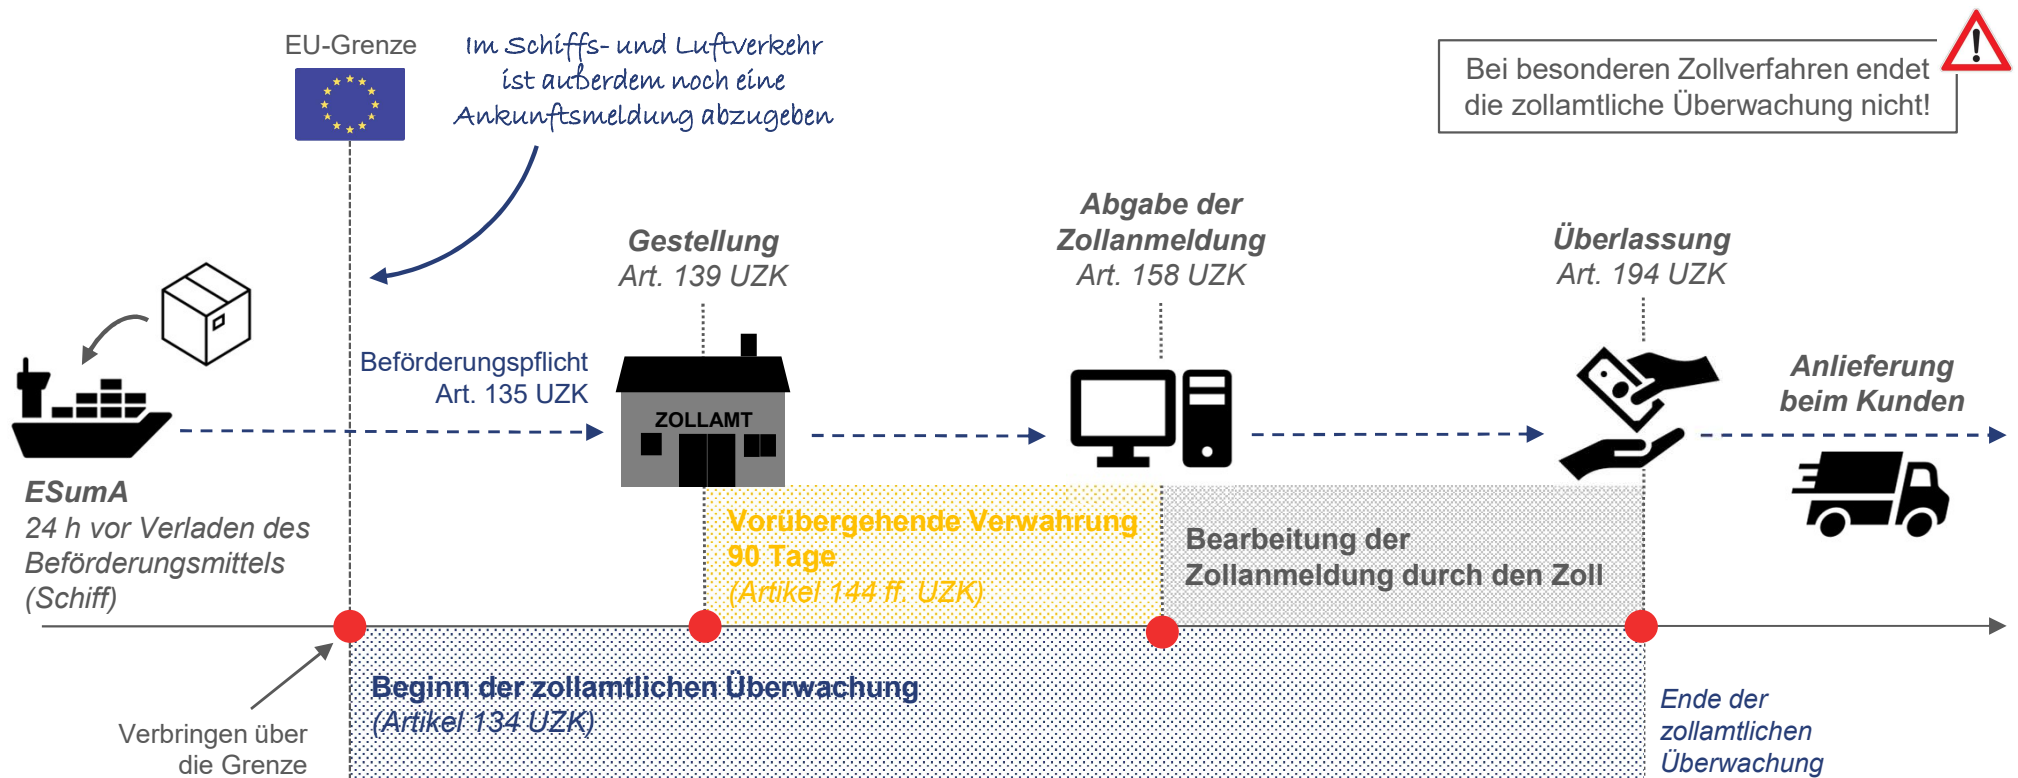 EU-Grenze
Im Schiffs- und Luftverkehr
ist außerdem noch eine
Ankunftsmeldung abzugeben
Bei besonderen Zollverfahren endet
die zollamtliche Überwachung nicht!
Gestellung
Art. 139 UZK
Abgabe der
Zollanmeldung
Art. 158 UZK
Überlassung
Art. 194 UZK
Beförderungspflicht
Art. 135 UZK
ZOLLAMT
Anlieferung
beim Kunden
ESumA
24 h vor Verladen des
Beförderungsmittels
(Schiff)
Vorübergehende Verwahrung
90 Tage
(Artikel 144 ff. UZK)
Bearbeitung der
Zollanmeldung durch den Zoll
Beginn der zollamtlichen Überwachung
(Artikel 134 UZK)
Verbringen über
die Grenze
Ende der
zollamtlichen
Überwachung